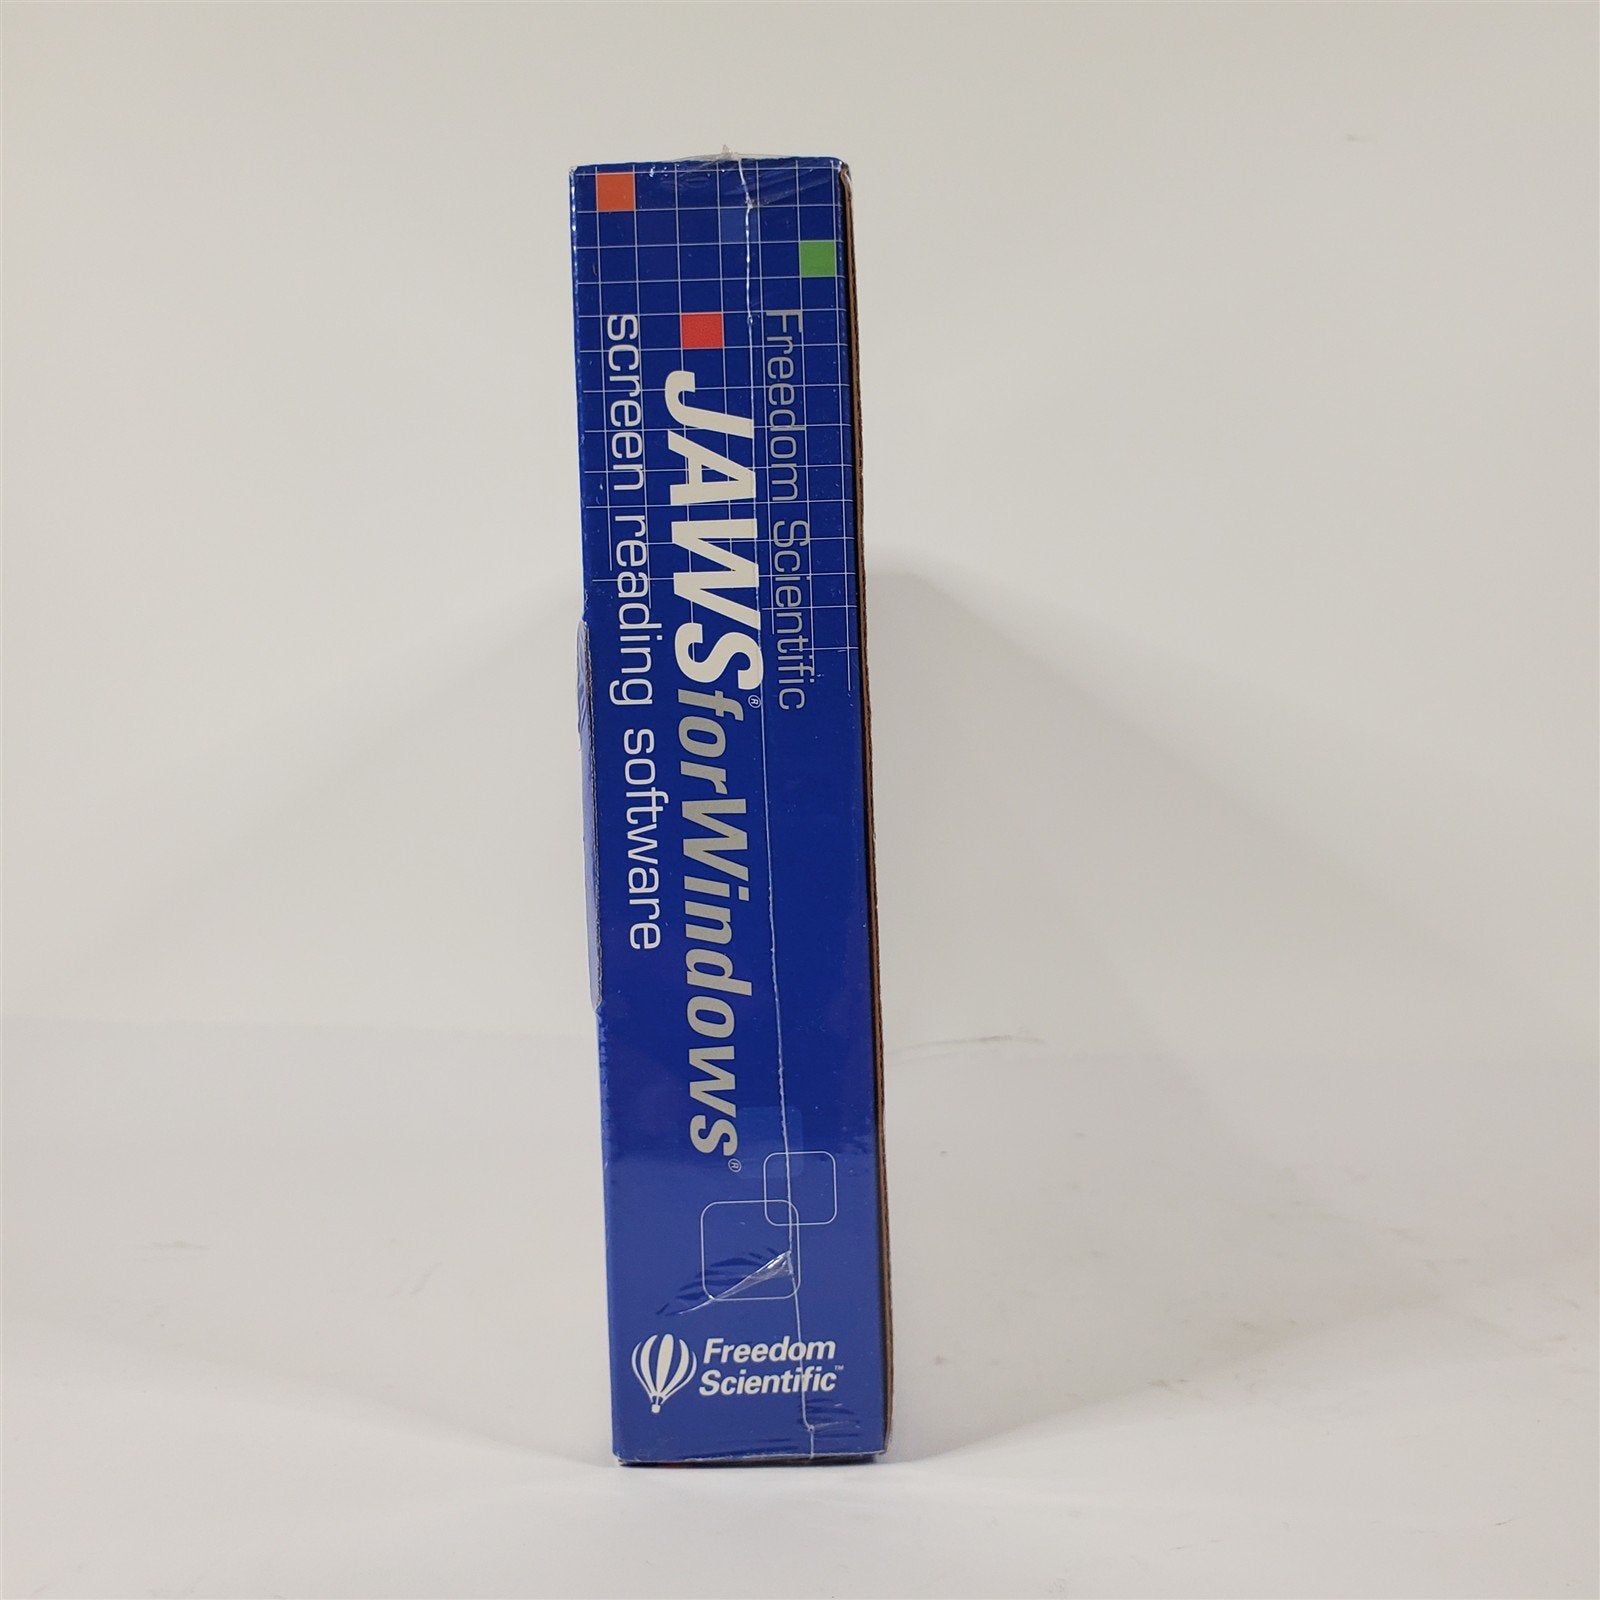 Freedom Scientific
JAWS® for Windows®
screen reading software
Freedom
Scientific™